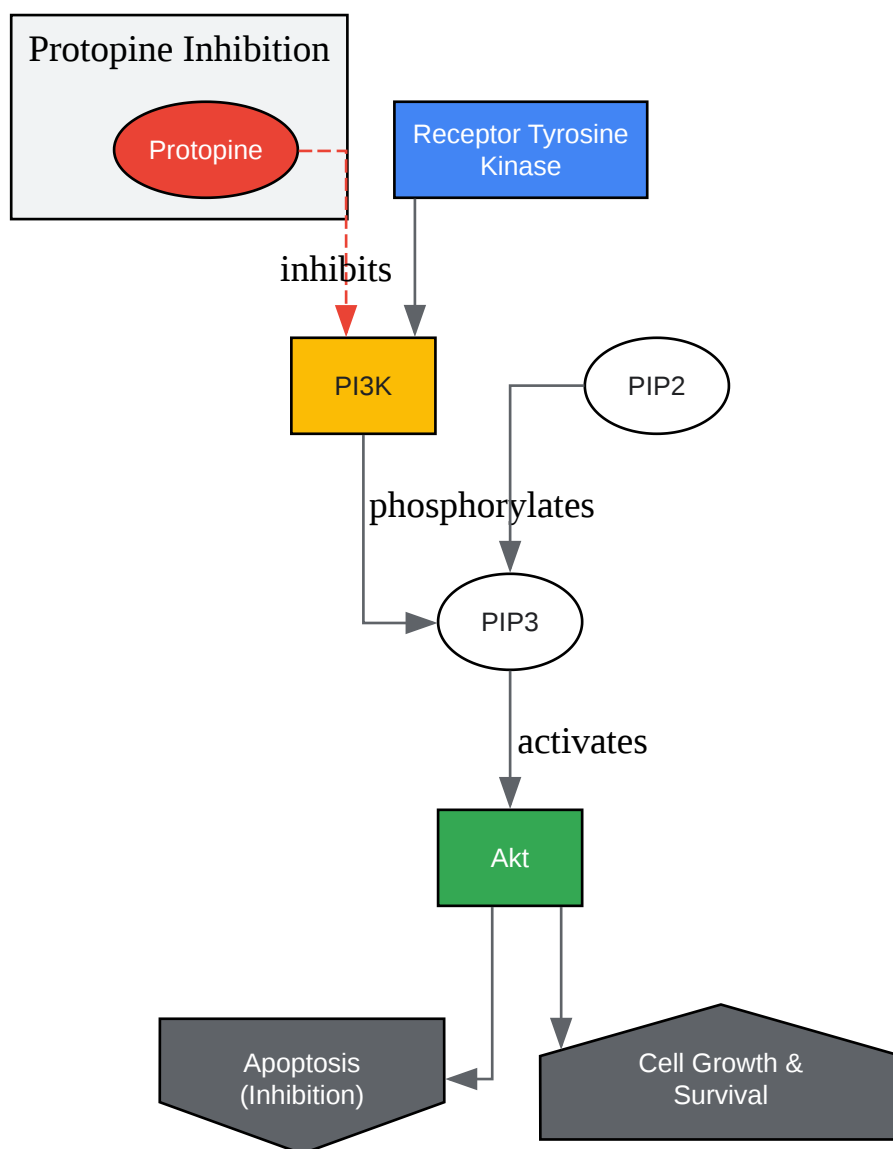 Protopine Inhibition
Protopine
Receptor Tyrosine
Kinase
inhibits
PI3K
PIP2
phosphorylates
PIP3
activates
Akt
Apoptosis
(Inhibition)
Cell Growth &
Survival